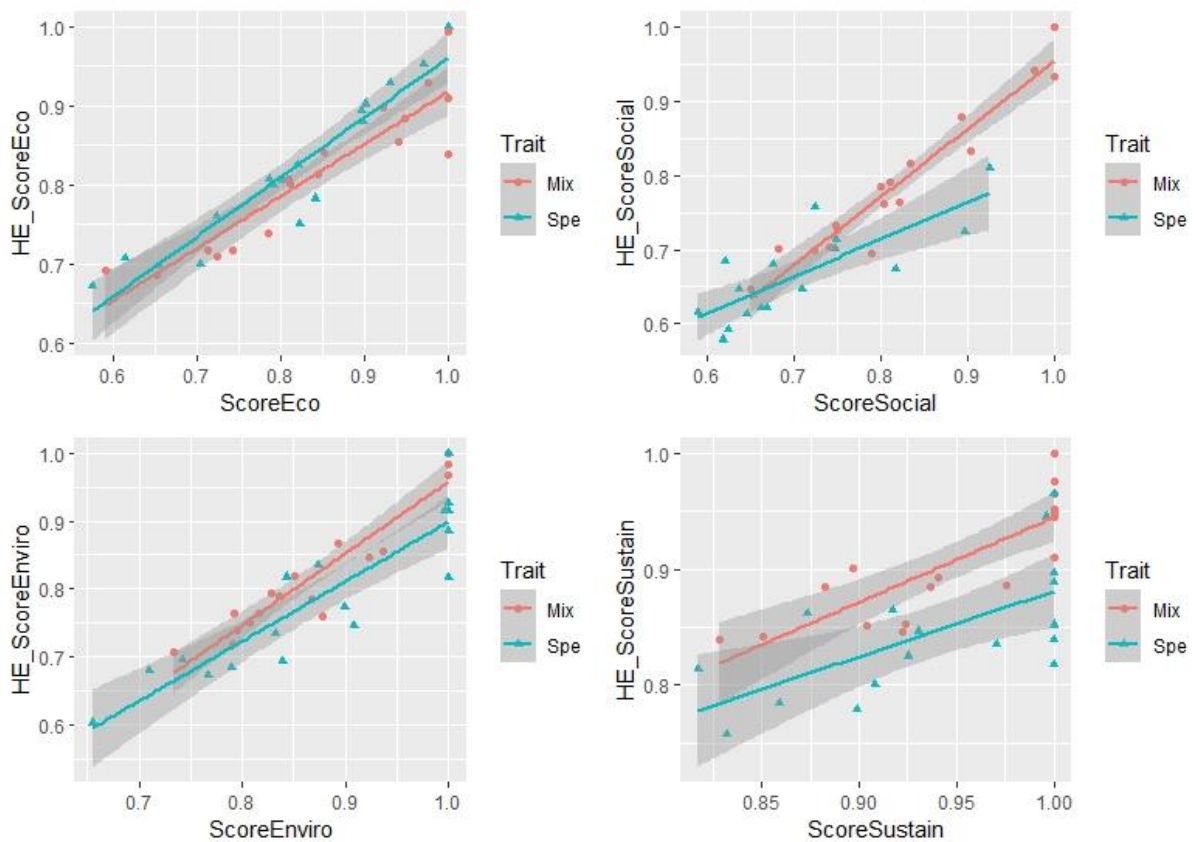 1.0
0.9
0.8
0.7
0.6
HE_ScoreEco
0.6 0.7 0.8 0.9 1.0
ScoreEco
Trait
Mix
Spe
1.0
0.9
0.8
0.7
0.6
HE_ScoreSocial
0.6 0.7 0.8 0.9 1.0
ScoreSocial
Trait
Mix
Spe
1.0
0.9
0.8
0.7
0.6
HE_ScoreEnviro
0.7 0.8 0.9 1.0
ScoreEnviro
Trait
Mix
Spe
1.0
0.9
0.8
HE_ScoreSustain
0.85 0.90 0.95 1.00
ScoreSustain
Trait
Mix
Spe